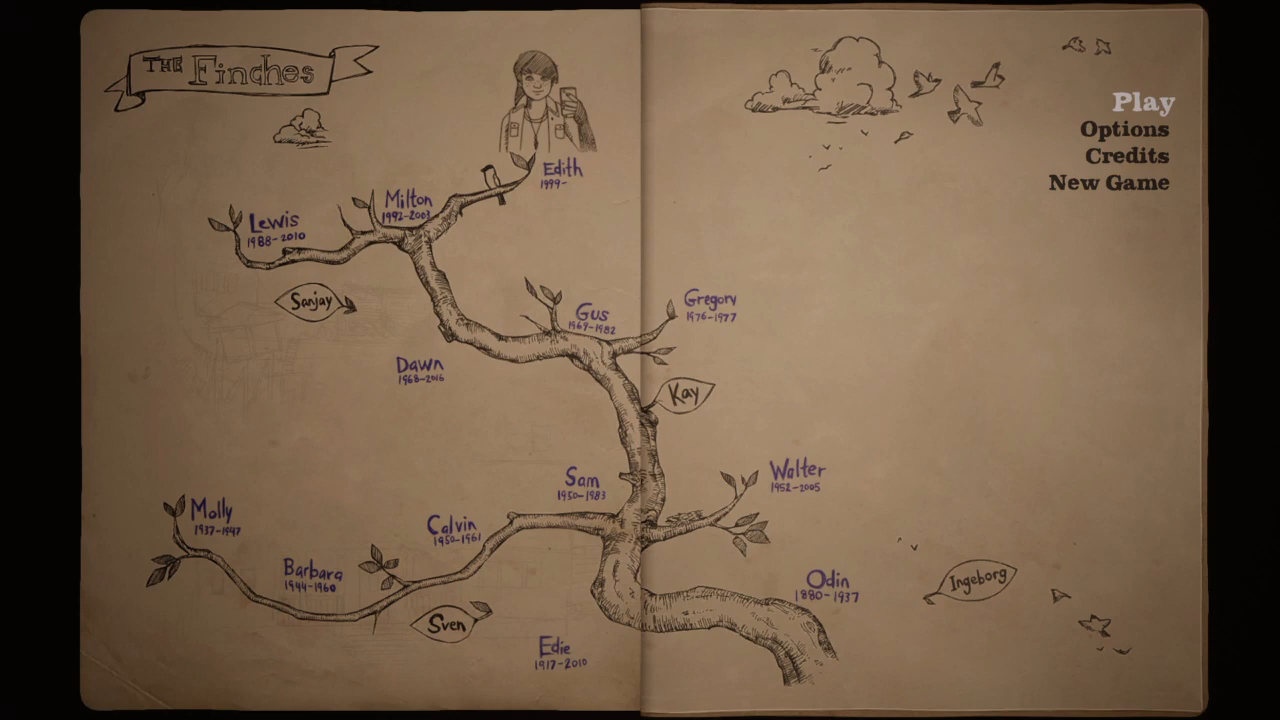 THE Finches
Play
Options
Credits
New Game
Edith
1999-
Milton
1992-2003
Lewis
1988-2010
Sanjay
Gus
1969-1982
Gregory
1976-1977
Dawn
1968-2016
Kay
Sam
1950-1983
Walter
1952-2005
Molly
1937-1947
Calvin
1950-1961
Barbara
1944-1960
Sven
Odin
1880-1937
Ingeborg
Edie
1917-2010